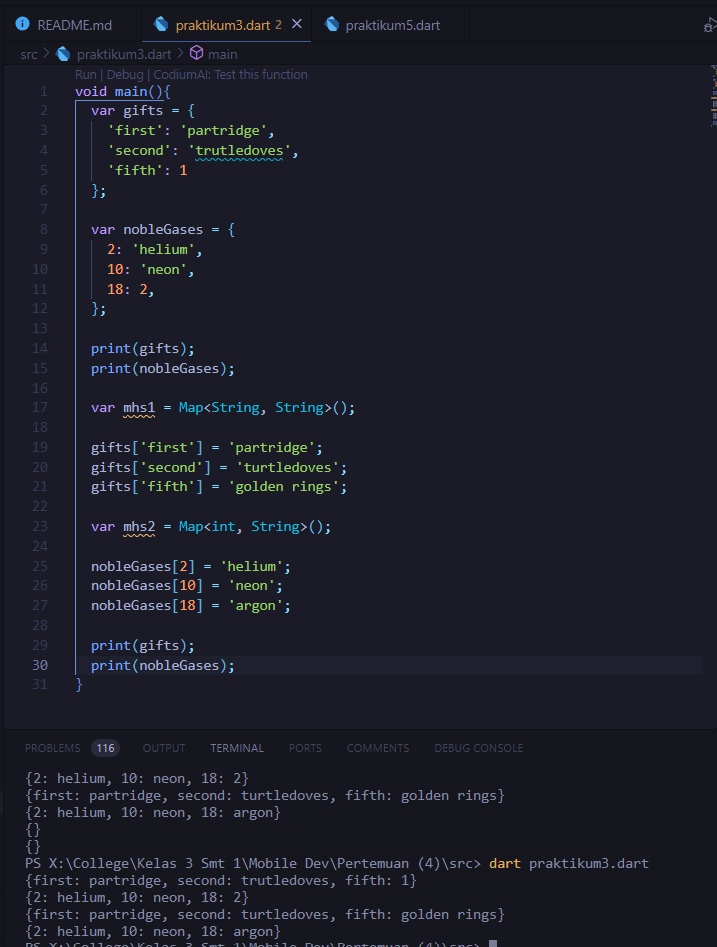 README.md praktikum3.dart 2 praktikum5.dart
src > praktikum3.dart > main
Run | Debug | CodiumAI: Test this function
1 void main(){
2 var gifts = {
3 'first': 'partridge',
4 'second': 'trutledoves',
5 'fifth': 1
6 };
7
8 var nobleGases = {
9 2: 'helium',
10 10: 'neon',
11 18: 2,
12 };
13
14 print(gifts);
15 print(nobleGases);
16
17 var mhs1 = Map<String, String>();
18
19 gifts['first'] = 'partridge';
20 gifts['second'] = 'turtledoves';
21 gifts['fifth'] = 'golden rings';
22
23 var mhs2 = Map<int, String>();
24
25 nobleGases[2] = 'helium';
26 nobleGases[10] = 'neon';
27 nobleGases[18] = 'argon';
28
29 print(gifts);
30 print(nobleGases);
31 }
PROBLEMS 116 OUTPUT TERMINAL PORTS COMMENTS DEBUG CONSOLE
{2: helium, 10: neon, 18: 2}
{first: partridge, second: turtledoves, fifth: golden rings}
{2: helium, 10: neon, 18: argon}
{}
{}
PS X:\College\Kelas 3 Smt 1\Mobile Dev\Pertemuan (4)\src> dart praktikum3.dart
{first: partridge, second: trutledoves, fifth: 1}
{2: helium, 10: neon, 18: 2}
{first: partridge, second: turtledoves, fifth: golden rings}
{2: helium, 10: neon, 18: argon}
PS X:\College\Kelas 3 Smt 1\Mobile Dev\Pertemuan (4)\src>